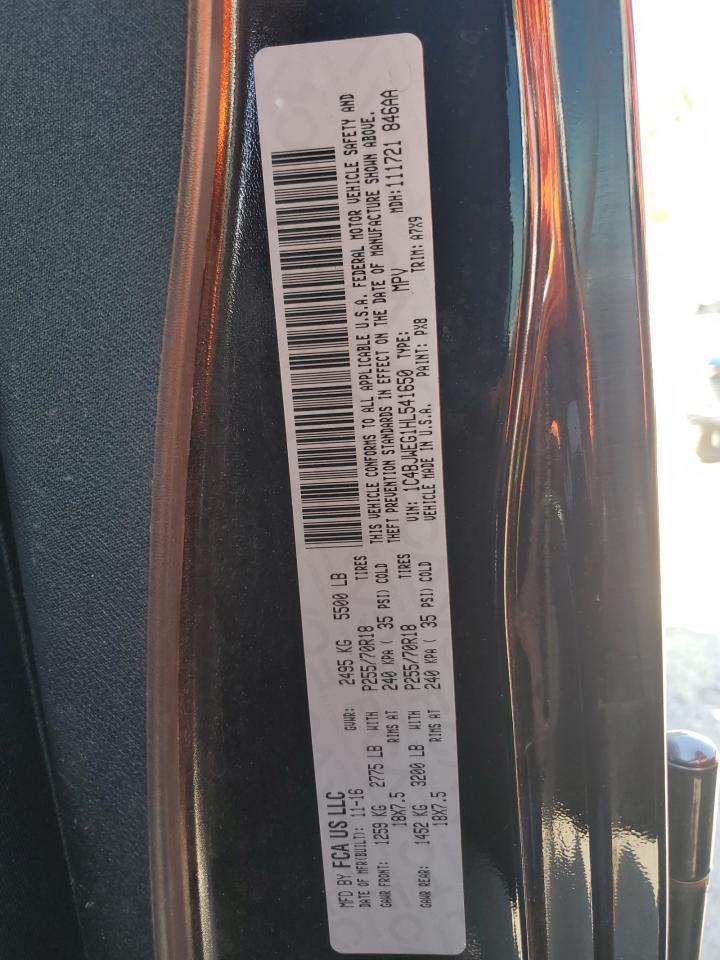 MFD BY FCA US LLC
DATE OF MFR(BUILT): 11-16 GVWR: 2495 KG 5500 LB
GAWR FRONT: 1259 KG 2775 LB WITH P255/70R18 TIRES
18X7.5 RIMS AT 240 KPA ( 35 PSI) COLD
GAWR REAR: 1452 KG 3200 LB WITH P255/70R18 TIRES
18X7.5 RIMS AT 240 KPA ( 35 PSI) COLD
THIS VEHICLE CONFORMS TO ALL APPLICABLE U.S.A. FEDERAL MOTOR VEHICLE SAFETY AND
THEFT PREVENTION STANDARDS IN EFFECT ON THE DATE OF MANUFACTURE SHOWN ABOVE.
VIN: 1C4BJWEG1HL541650 TYPE: MPV MDH:111721 846AA
VEHICLE MADE IN U.S.A. PAINT: PX8 TRIM: A7X9